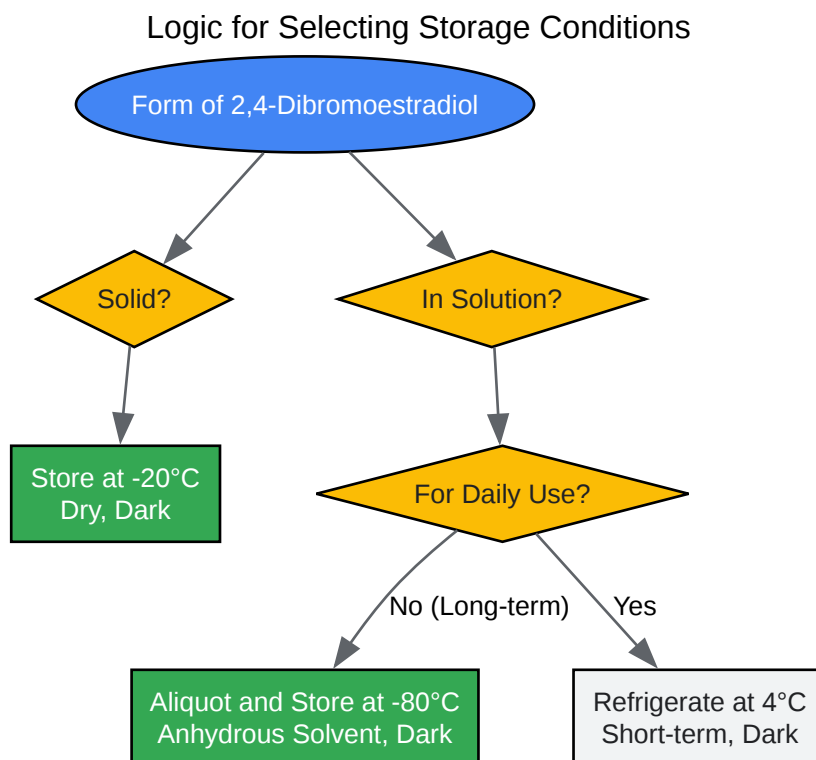 Logic for Selecting Storage Conditions
Form of 2,4-Dibromoestradiol
Solid?
In Solution?
Store at -20°C
Dry, Dark
For Daily Use?
No (Long-term)
Yes
Aliquot and Store at -80°C
Anhydrous Solvent, Dark
Refrigerate at 4°C
Short-term, Dark